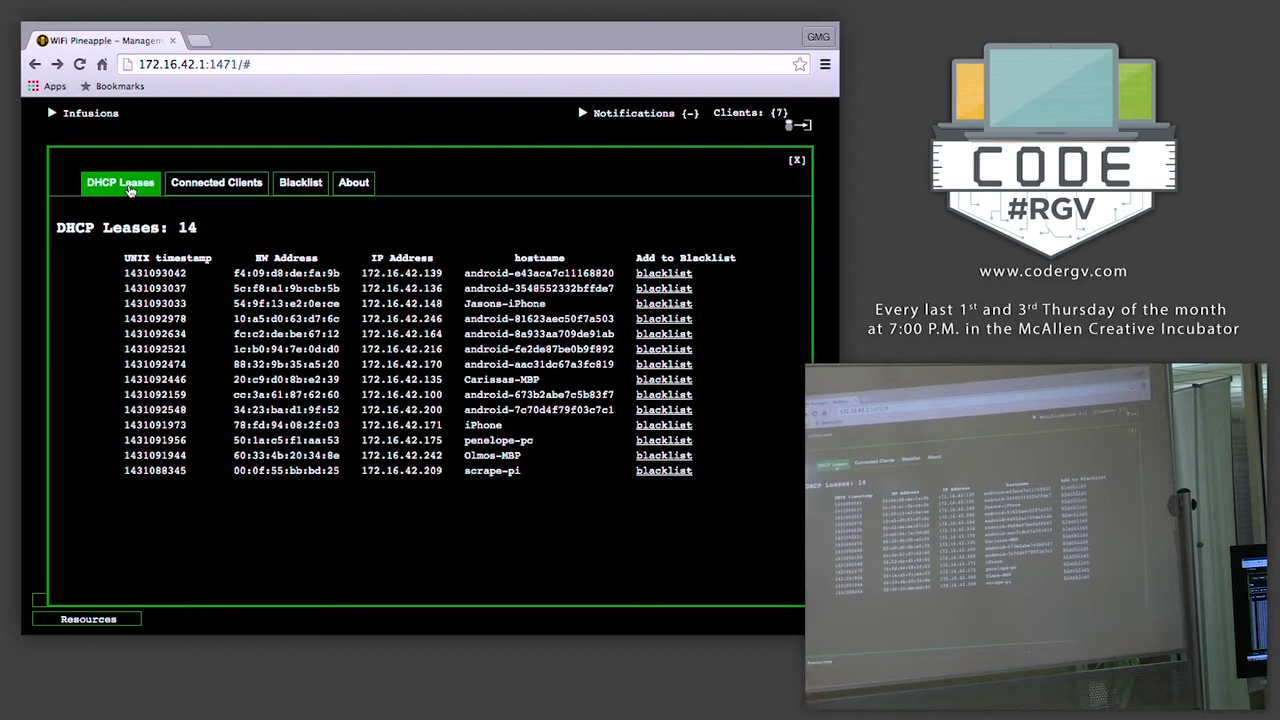 WiFi Pineapple - Managem
GMG
172.16.42.1:1471/#
Apps Bookmarks
Infusions Notifications {-} Clients: {7}
[X]
DHCP Leases Connected Clients Blacklist About
DHCP Leases: 14
UNIX timestamp HW Address IP Address hostname Add to Blacklist
1431093042 f4:09:d8:de:fa:9b 172.16.42.139 android-e43aca7c11168820 blacklist
1431093037 5c:f8:a1:9b:cb:5b 172.16.42.136 android-3548552332bffde7 blacklist
1431093033 54:9f:13:e2:0e:ce 172.16.42.148 Jasons-iPhone blacklist
1431092978 10:a5:d0:63:d7:6c 172.16.42.246 android-81623aec50f7a503 blacklist
1431092634 fc:c2:de:be:67:12 172.16.42.164 android-8a933aa709de91ab blacklist
1431092521 1c:b0:94:7e:0d:d0 172.16.42.216 android-fe2de87be0b9f892 blacklist
1431092474 88:32:9b:35:a5:20 172.16.42.170 android-aac31dc67a3fc819 blacklist
1431092446 20:c9:d0:8b:e2:39 172.16.42.135 Carissas-MBP blacklist
1431092159 cc:3a:61:87:62:60 172.16.42.100 android-673b2abe7c5b83f7 blacklist
1431092548 34:23:ba:d1:9f:52 172.16.42.200 android-7c70d4f79f03c7c1 blacklist
78:fd:94:08:2f:03 172.16.42.171 iPhone blacklist
1431091956 50:1a:c5:f1:aa:53 172.16.42.175 penelope-pc blacklist
1431091944 60:33:4b:20:34:8e 172.16.42.242 Olmos-MBP blacklist
1431088345 00:0f:55:bb:bd:25 172.16.42.209 scrape-pi blacklist
Resources
CODE
#RGV
www.codergv.com
Every last 1st and 3rd Thursday of the month
at 7:00 P.M. in the McAllen Creative Incubator
DHCP Leases Connected Clients Blacklist About
DHCP Leases: 14